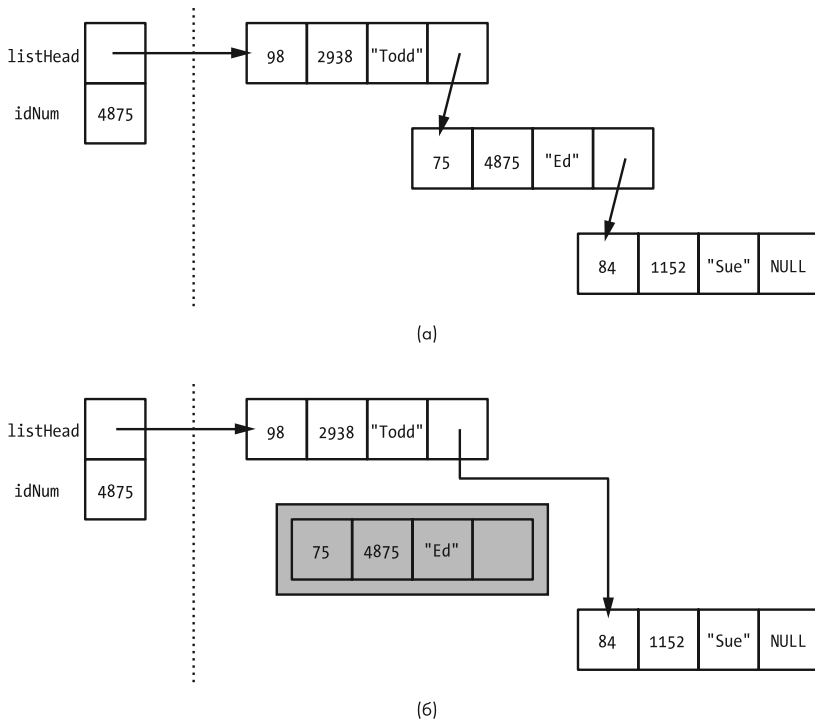 listHead 98 2938 "Todd"
idNum 4875
75 4875 "Ed"
84 1152 "Sue" NULL
(а)
listHead 98 2938 "Todd"
idNum 4875
75 4875 "Ed"
84 1152 "Sue" NULL
(б)